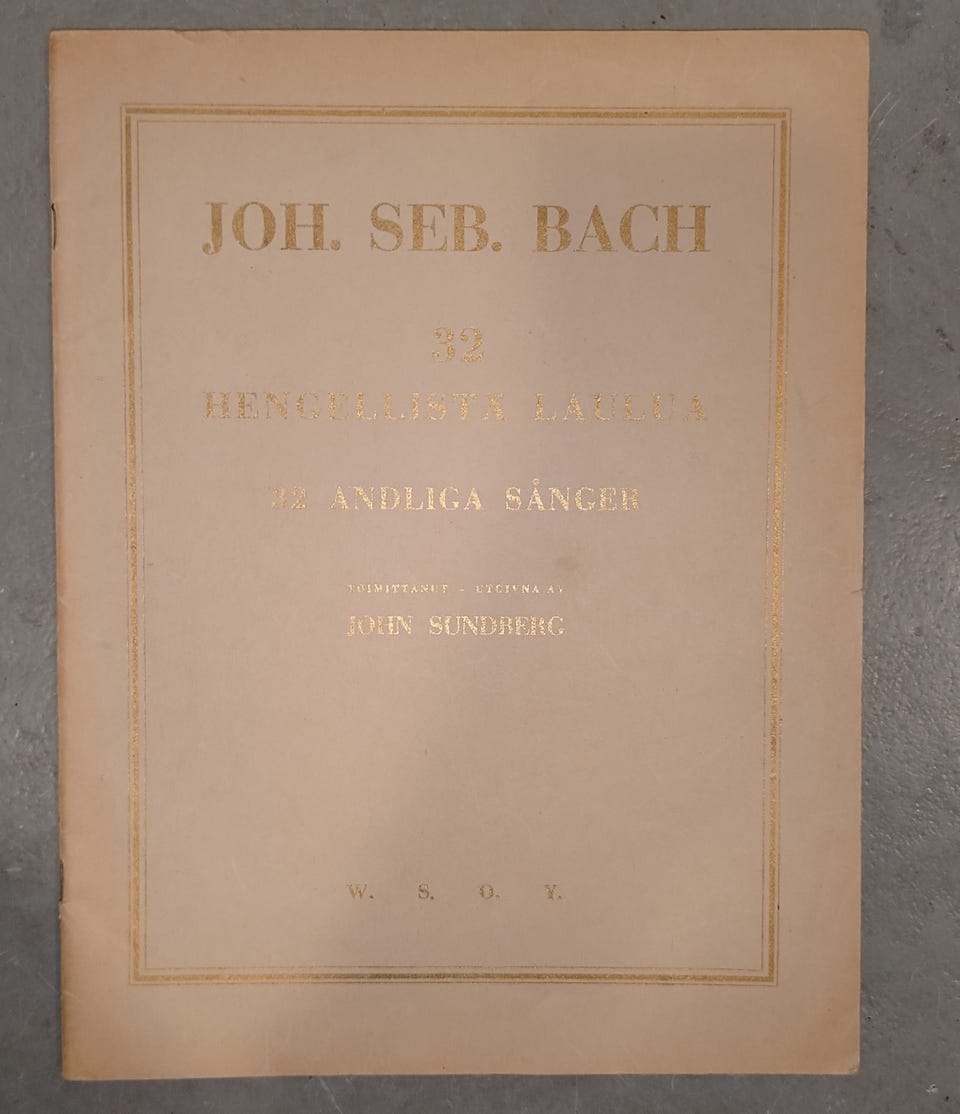 JOH. SEB. BACH
32
HENGELLISTÄ LAULUA
32 ANDLIGA SÅNGER
TOIMITTANUT - UTGIVNA AV
JOHN SUNDBERG
W. S. O. Y.